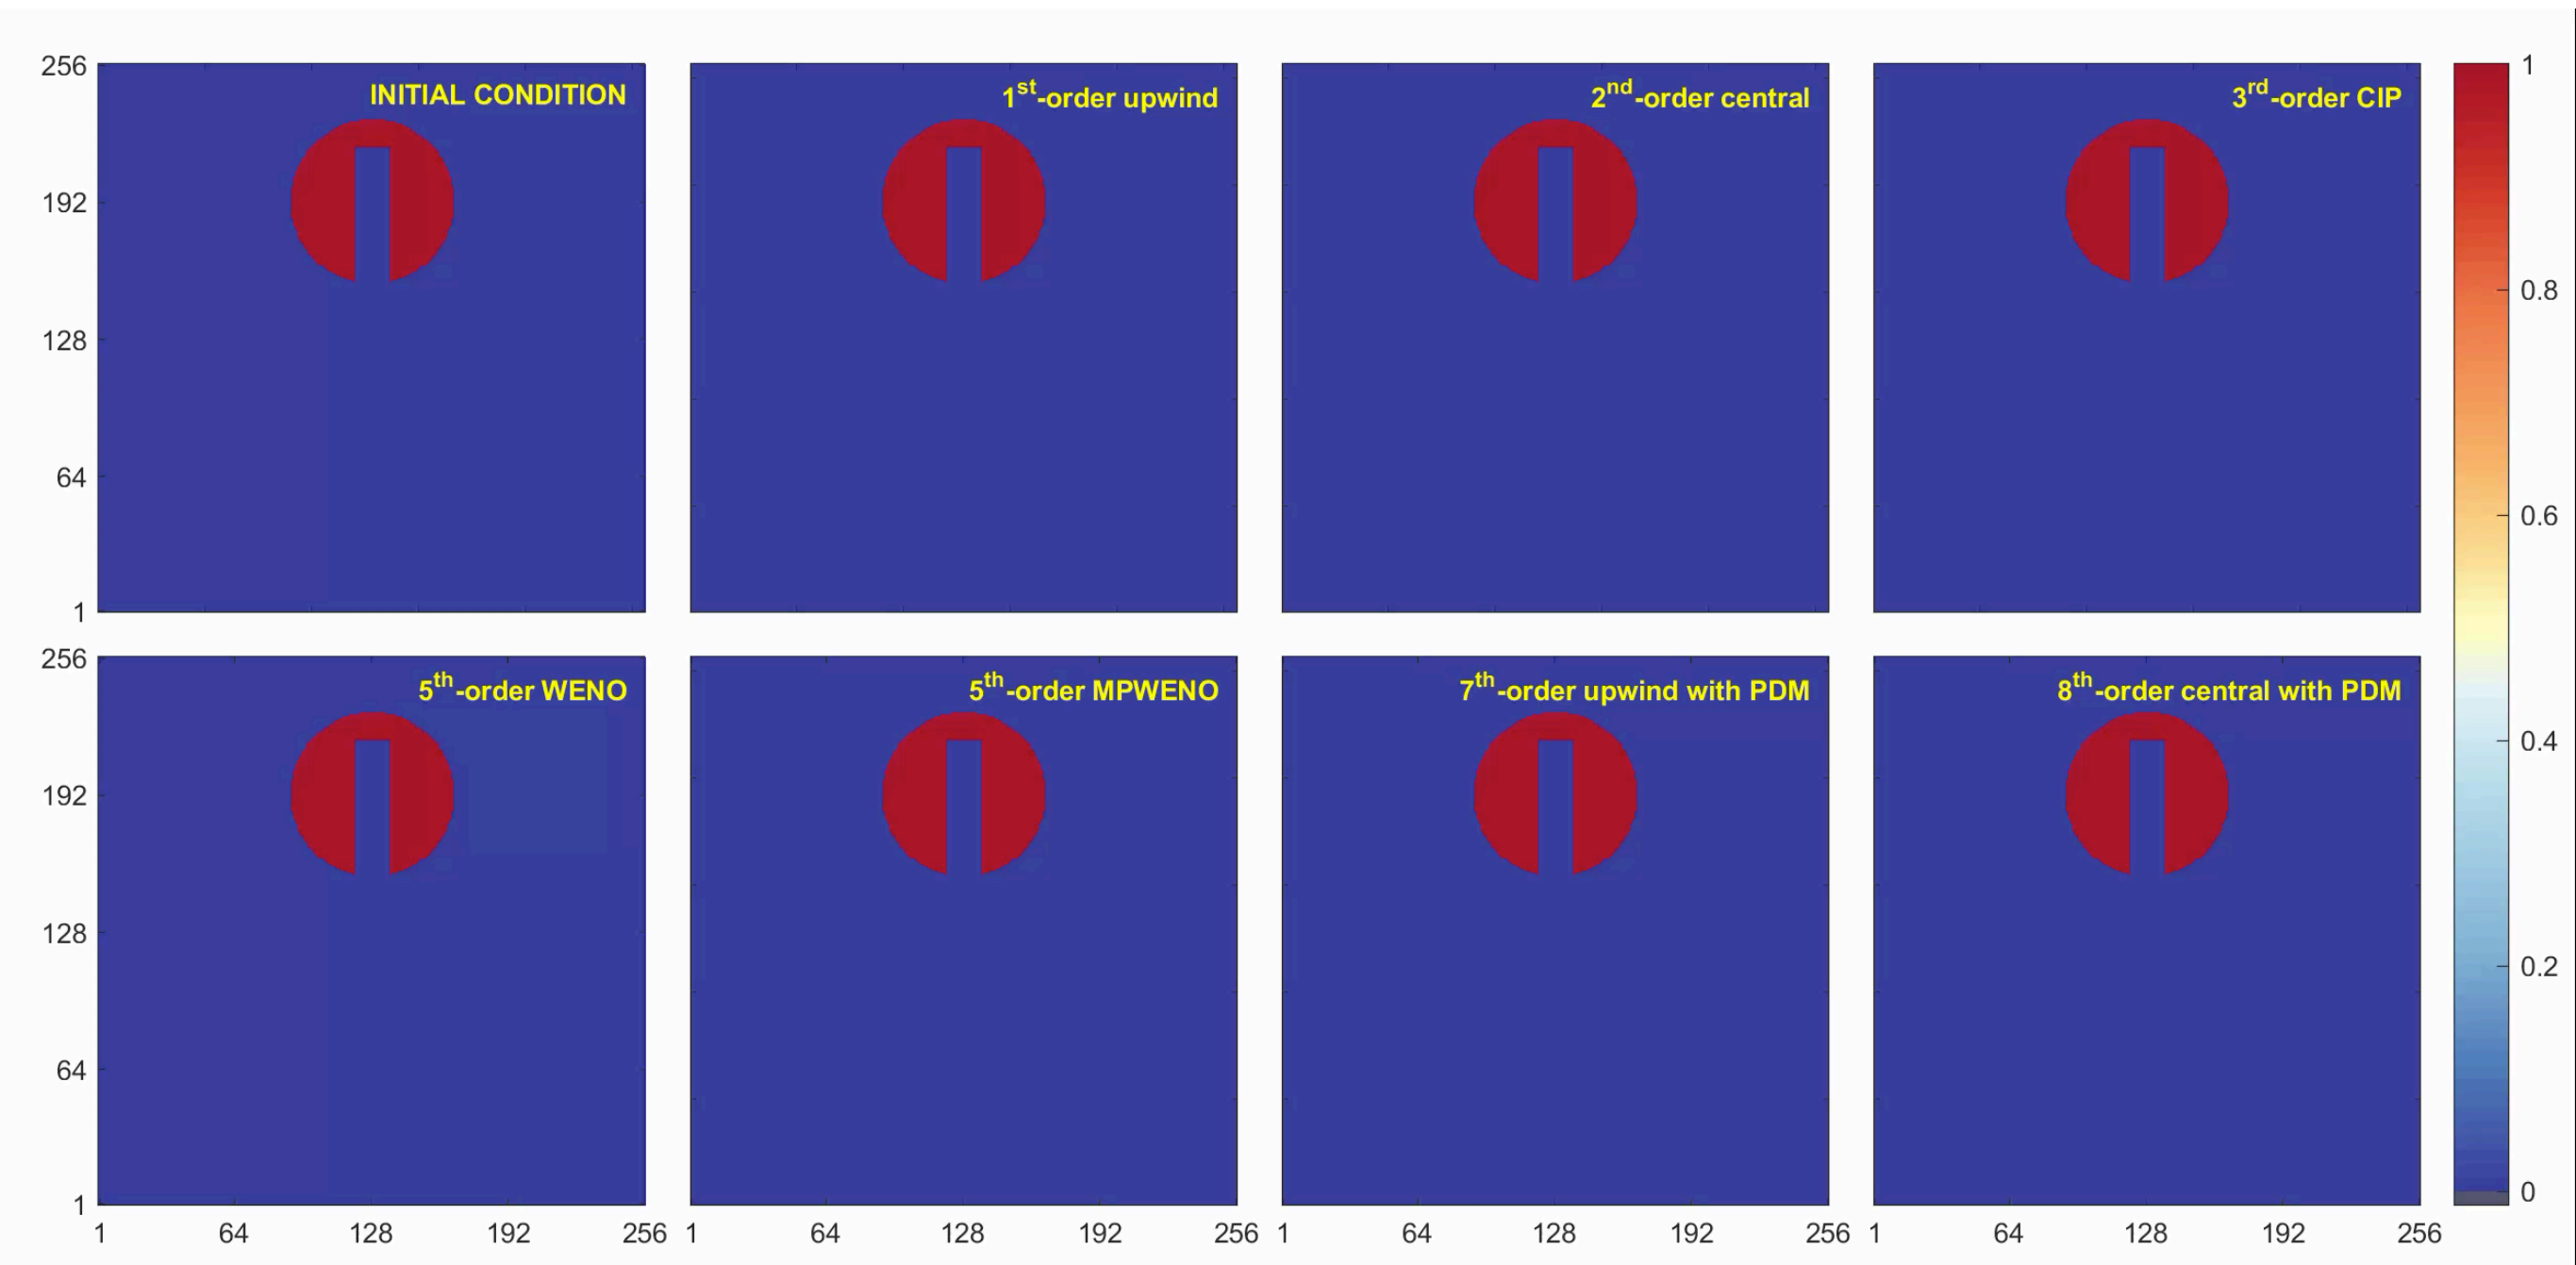 256
INITIAL CONDITION
1st-order upwind
2nd-order central
3rd-order CIP
1
192
0.8
128
64
0.6
1
256
5th-order WENO
5th-order MPWENO
7th-order upwind with PDM
8th-order central with PDM
0.4
192
128
0.2
64
0
1
1 64 128 192 256
1 64 128 192 256
1 64 128 192 256
1 64 128 192 256